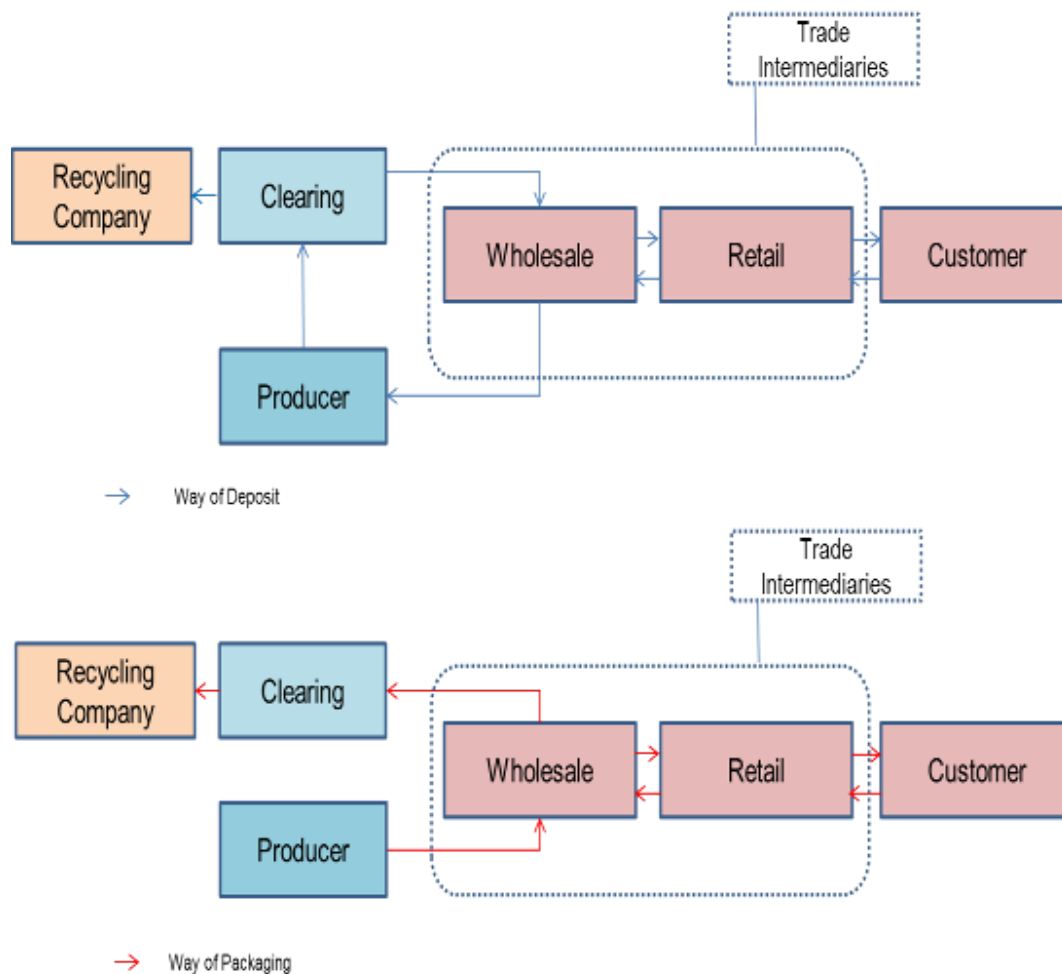 Trade
Intermediaries
Recycling
Company
Clearing
Wholesale
Retail
Customer
Producer
Way of Deposit
Trade
Intermediaries
Recycling
Company
Clearing
Wholesale
Retail
Customer
Producer
Way of Packaging